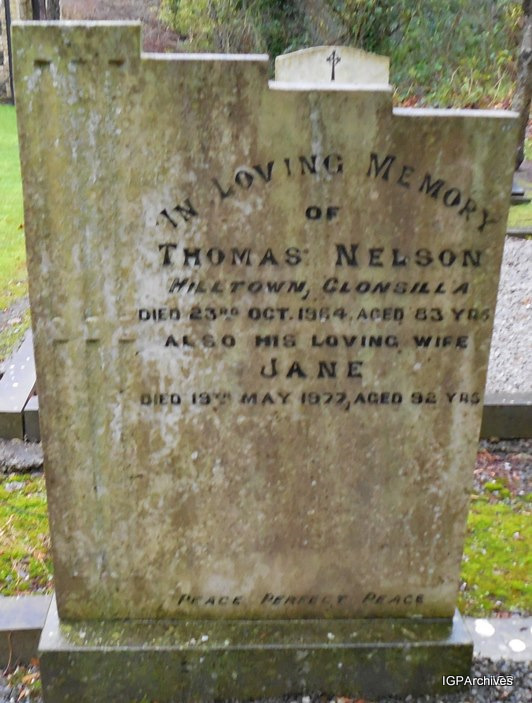 IN LOVING MEMORY
OF
THOMAS NELSON
HILLTOWN, CLONSILLA
DIED 23RD OCT. 1964, AGED 83 YRS
ALSO HIS LOVING WIFE
JANE
DIED 19TH MAY 1977, AGED 92 YRS
PEACE PERFECT PEACE
IGPArchives